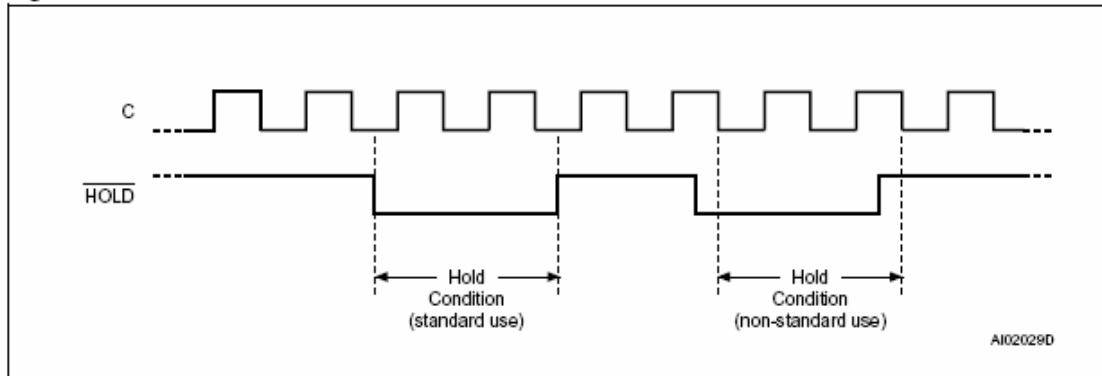 C
HOLD
Hold
Condition
(standard use)
Hold
Condition
(non-standard use)
AI02029D